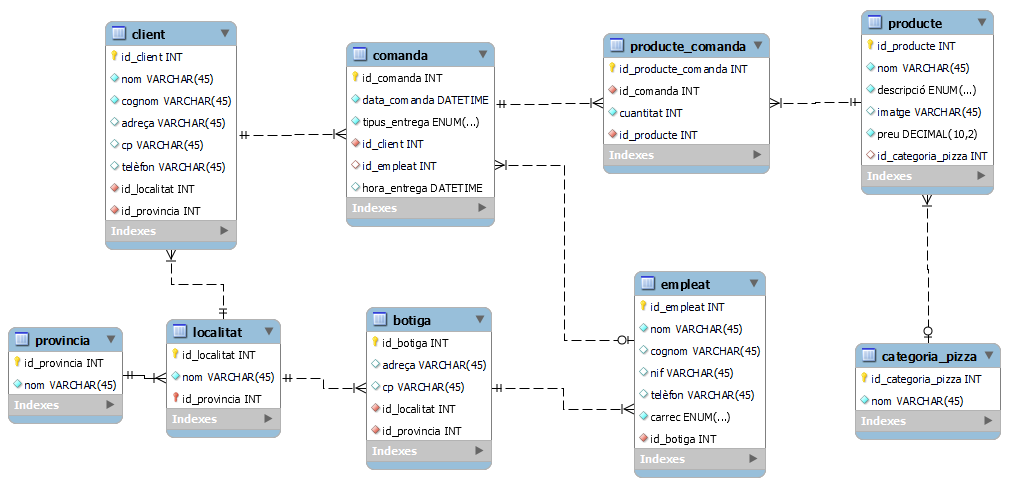 client
id_client INT
nom VARCHAR(45)
cognom VARCHAR(45)
adreça VARCHAR(45)
cp VARCHAR(45)
telèfon VARCHAR(45)
id_localitat INT
id_provincia INT
Indexes
comanda
id_comanda INT
data_comanda DATETIME
tipus_entrega ENUM(...)
id_client INT
id_empleat INT
hora_entrega DATETIME
Indexes
producte_comanda
id_producte_comanda INT
id_comanda INT
cuantitat INT
id_producte INT
Indexes
producte
id_producte INT
nom VARCHAR(45)
descripció ENUM(...)
imatge VARCHAR(45)
preu DECIMAL(10,2)
id_categoria_pizza INT
Indexes
provincia
id_provincia INT
nom VARCHAR(45)
Indexes
localitat
id_localitat INT
nom VARCHAR(45)
id_provincia INT
Indexes
botiga
id_botiga INT
adreça VARCHAR(45)
cp VARCHAR(45)
id_localitat INT
id_provincia INT
Indexes
empleat
id_empleat INT
nom VARCHAR(45)
cognom VARCHAR(45)
nif VARCHAR(45)
telèfon VARCHAR(45)
carrec ENUM(...)
id_botiga INT
Indexes
categoria_pizza
id_categoria_pizza INT
nom VARCHAR(45)
Indexes